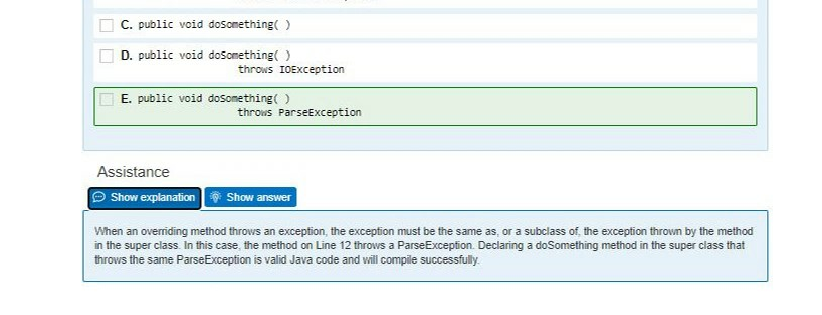 C. public void doSomething( )
D. public void doSomething( )
throws IOException
E. public void doSomething( )
throws ParseException
Assistance
Show explanation Show answer
When an overriding method throws an exception, the exception must be the same as, or a subclass of, the exception thrown by the method
in the super class. In this case, the method on Line 12 throws a ParseException. Declaring a doSomething method in the super class that
throws the same ParseException is valid Java code and will compile successfully.